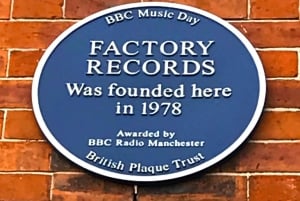 BBC Music Day
FACTORY
RECORDS
Was founded here
in 1978
Awarded by
BBC Radio Manchester
British Plaque Trust